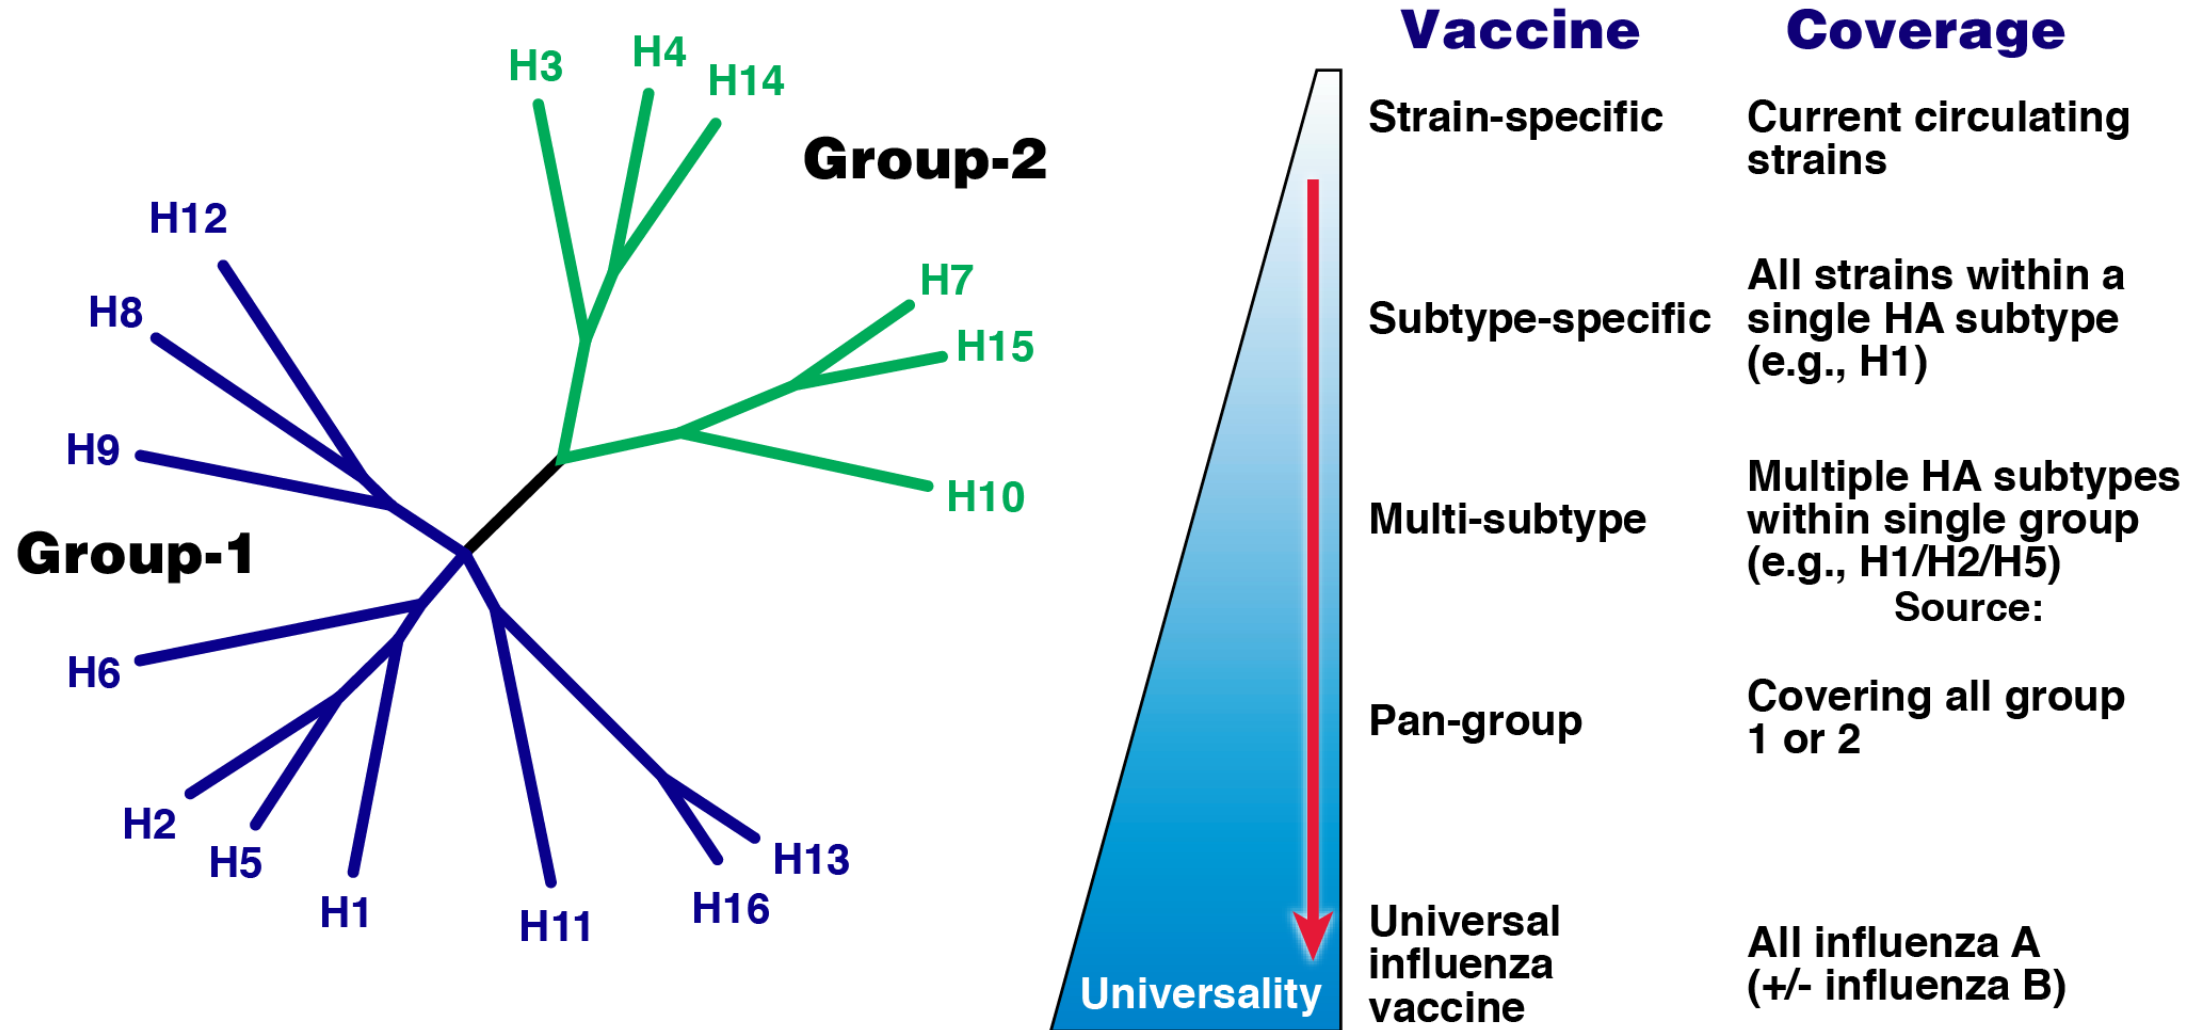 H3
H4
H14
Group-2
H12
H8
H7
H15
H9
H10
Group-1
H6
H2
H5
H1
H11
H16
H13
Universality
Vaccine
Coverage
Strain-specific
Current circulating
strains
Subtype-specific
All strains within a
single HA subtype
(e.g., H1)
Multi-subtype
Multiple HA subtypes
within single group
(e.g., H1/H2/H5)
Source:
Pan-group
Covering all group
1 or 2
Universal
influenza
vaccine
All influenza A
(+/- influenza B)